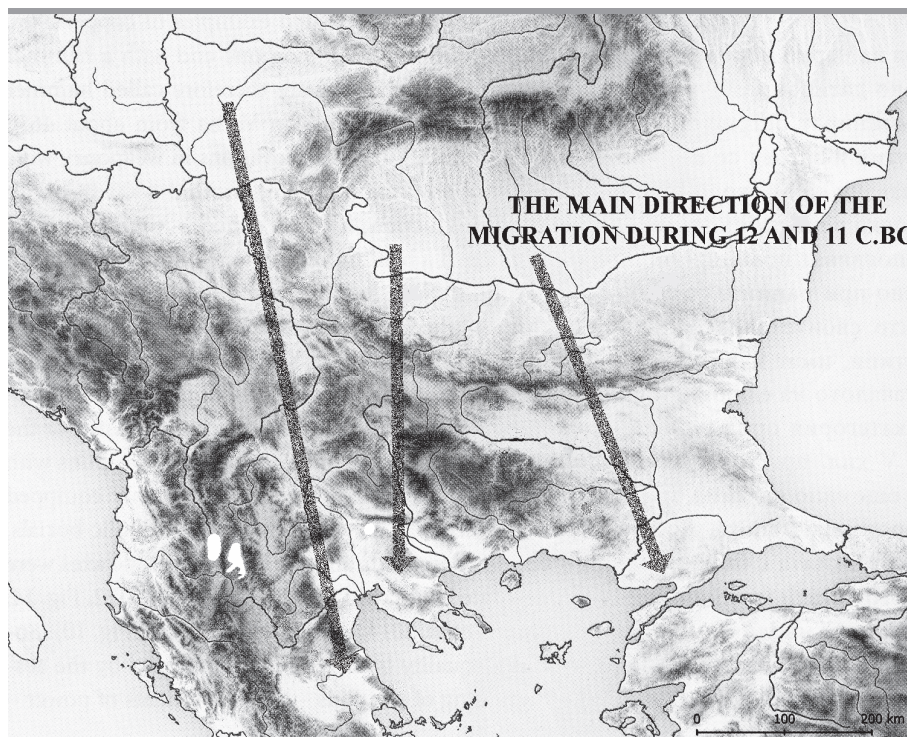 THE MAIN DIRECTION OF THE
MIGRATION DURING 12 AND 11 C.BC
0 100 200 km